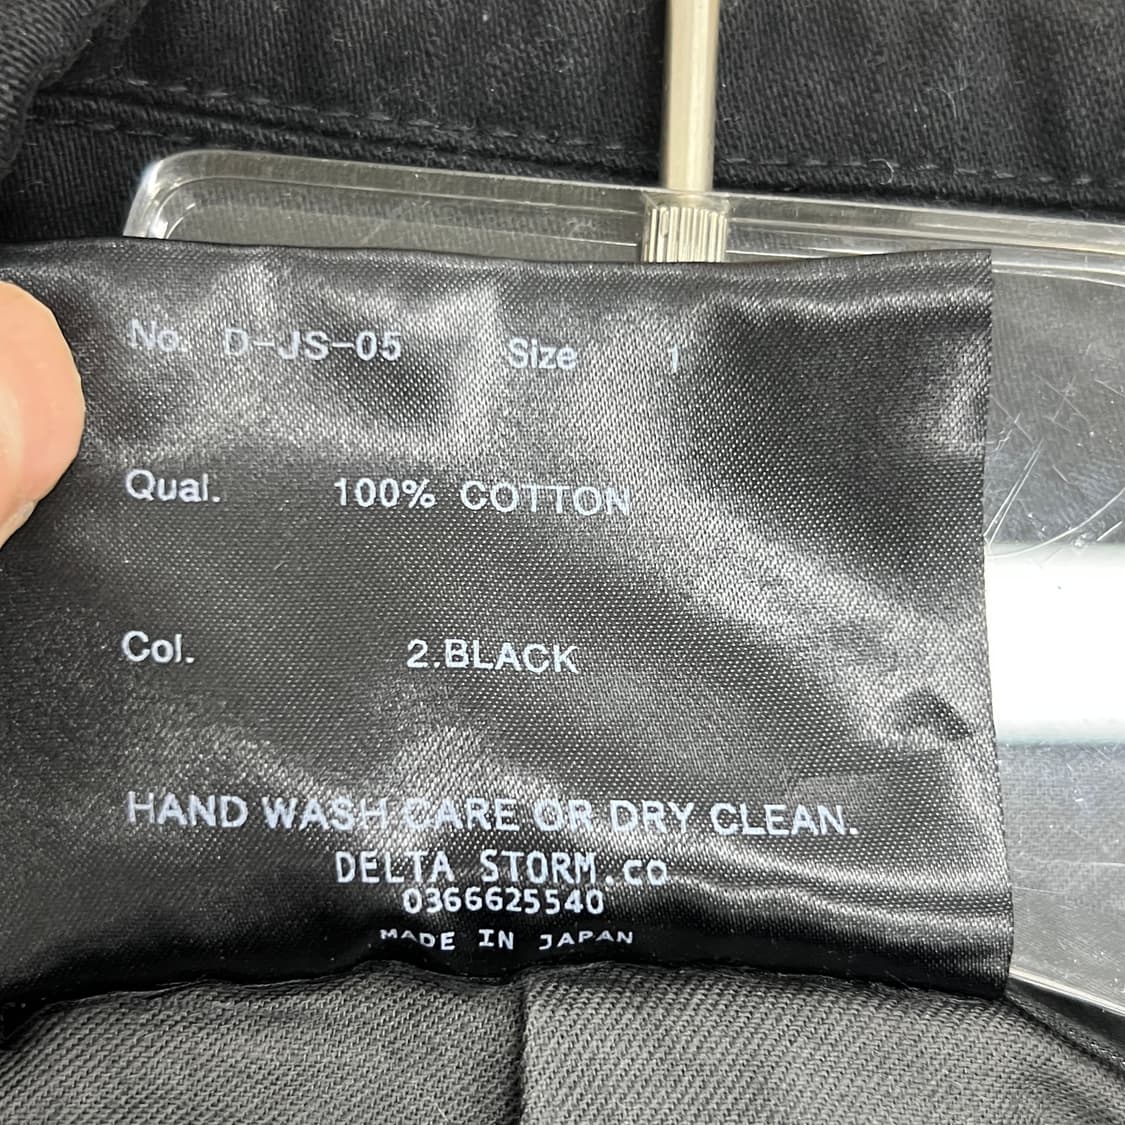 No. D-JS-05 Size 1
Qual. 100% COTTON
Col. 2.BLACK
HAND WASH CARE OR DRY CLEAN.
DELTA STORM.co
0366625540
MADE IN JAPAN